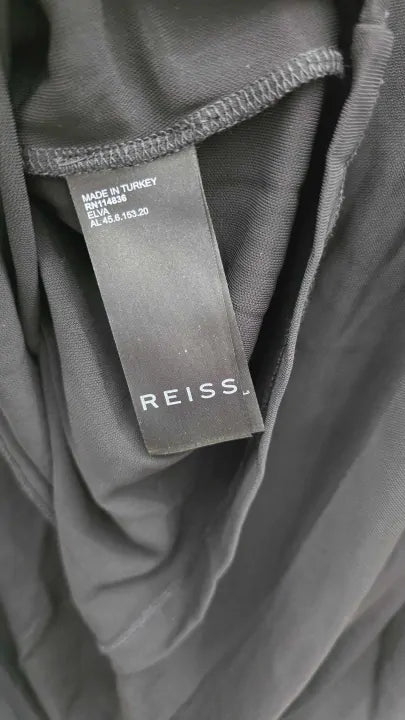 MADE IN TURKEY
RN114836
ELVA
AL 45.6.153.20
REISS